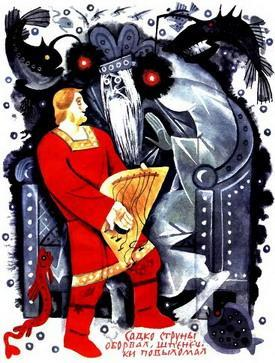 Садко струны
оборвал, шпенеч-
ки повыломал